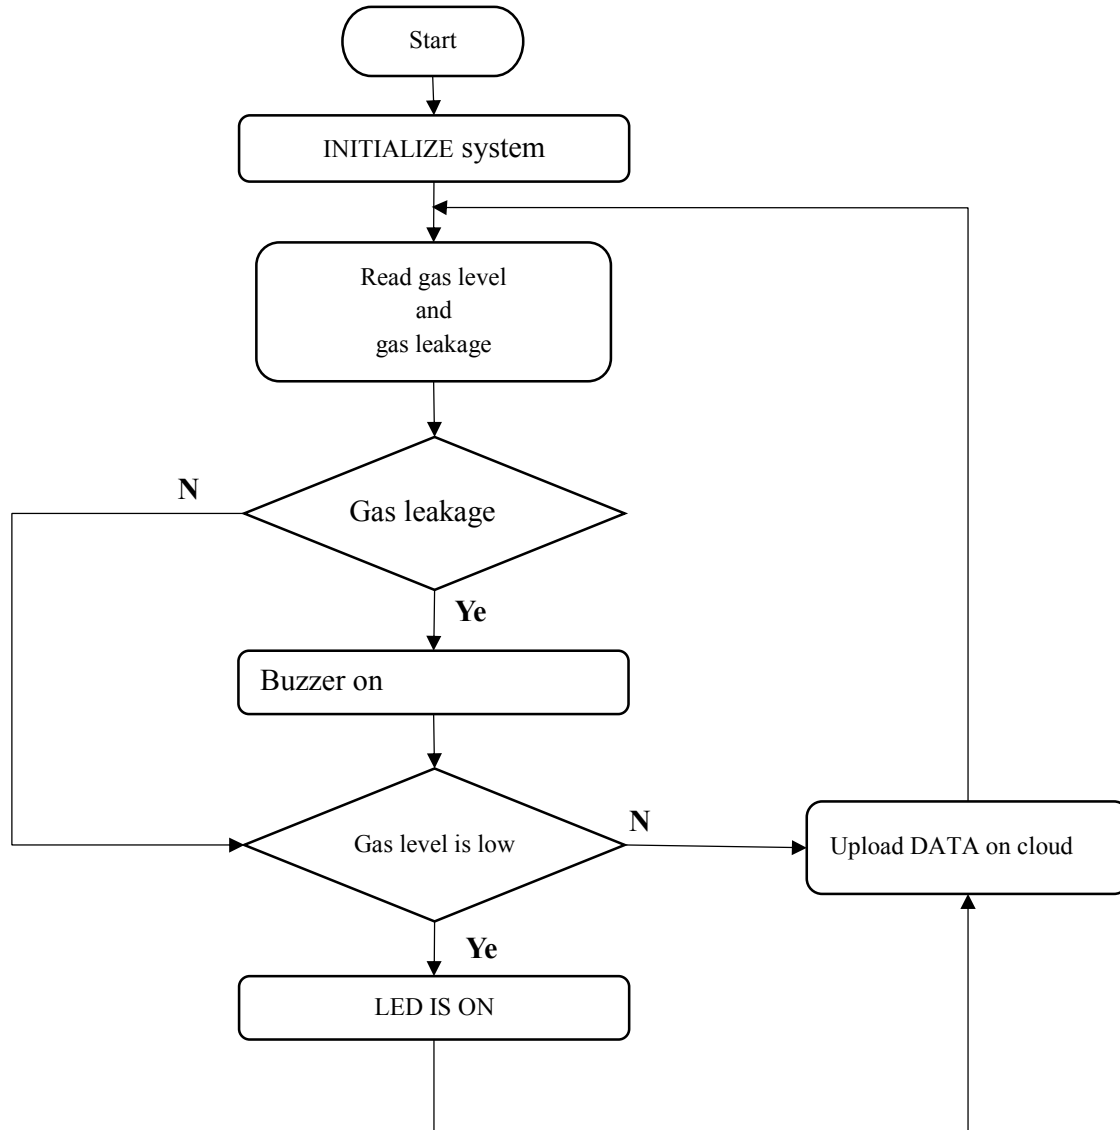 Start
INITIALIZE system
Read gas level
and
gas leakage
N
Gas leakage
Ye
Buzzer on
Gas level is low
N
Upload DATA on cloud
Ye
LED IS ON